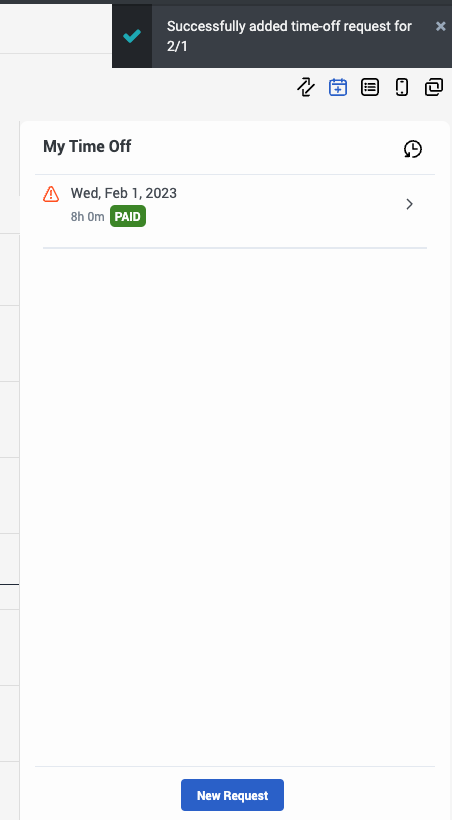 Successfully added time-off request for
2/1
My Time Off
Wed, Feb 1, 2023
8h 0m PAID
New Request